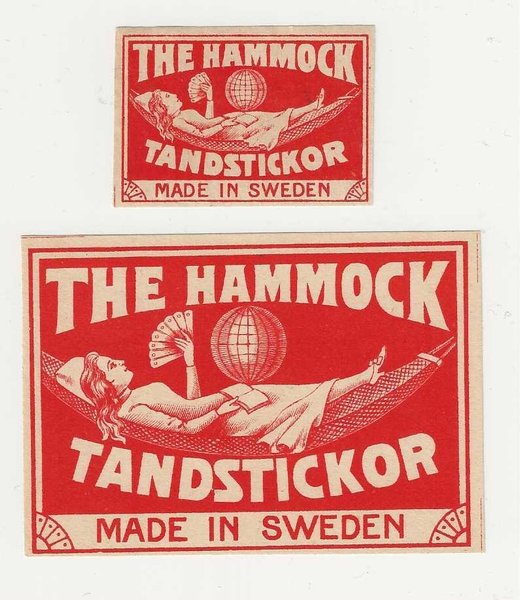 THE HAMMOCK
TANDSTICKOR
MADE IN SWEDEN
THE HAMMOCK
TANDSTICKOR
MADE IN SWEDEN